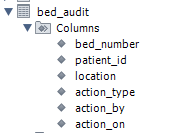 bed_audit
Columns
bed_number
patient_id
location
action_type
action_by
action_on